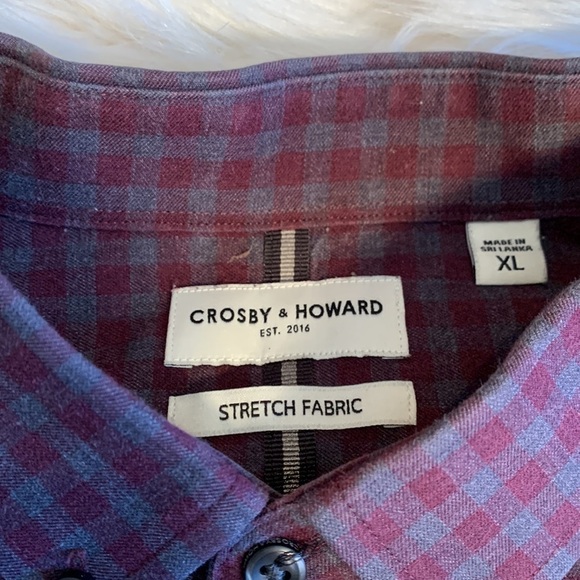 MADE IN
SRI LANKA
XL
CROSBY & HOWARD
EST. 2016
STRETCH FABRIC